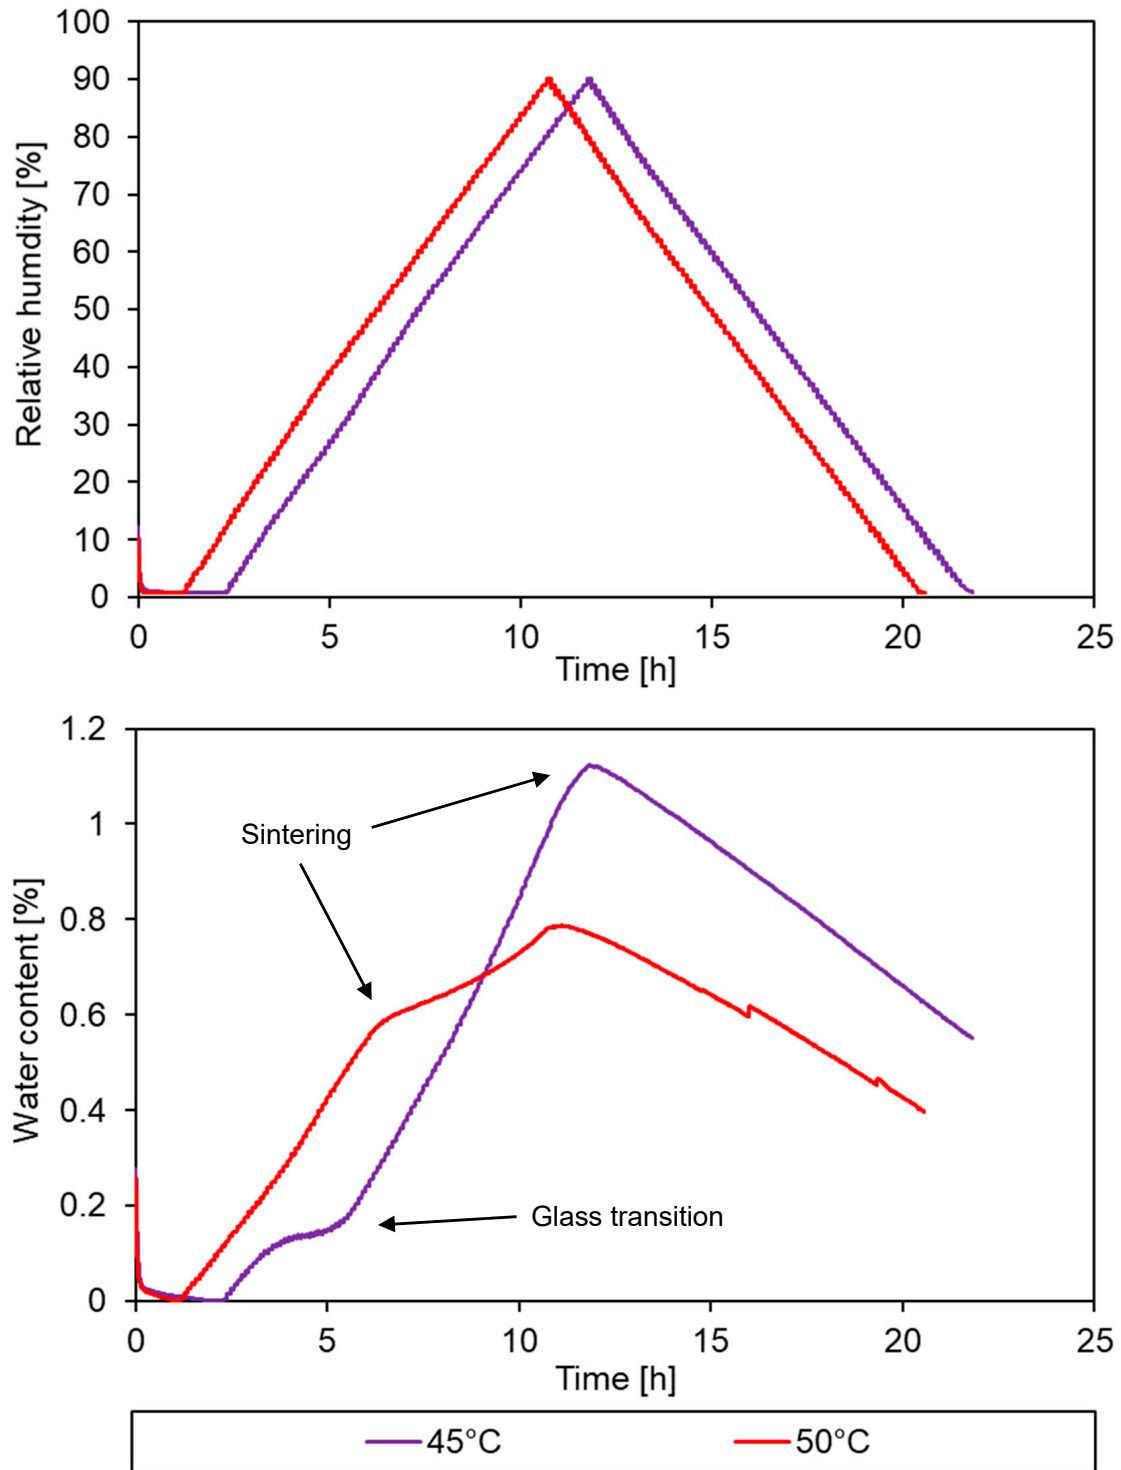 100
90
80
70
60
50
40
30
20
10
0
Relative humdity [%]
0 5 10 15 20 25
Time [h]
1.2
1
0.8
0.6
0.4
0.2
0
Water content [%]
Sintering
Glass transition
0 5 10 15 20 25
Time [h]
45°C 50°C